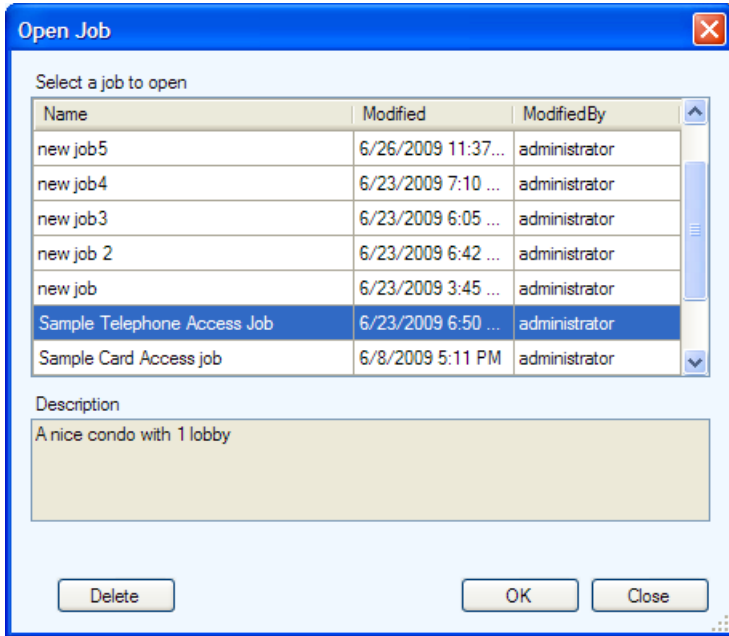 Open Job
Select a job to open
Name Modified ModifiedBy
new job5 6/26/2009 11:37... administrator
new job4 6/23/2009 7:10 ... administrator
new job3 6/23/2009 6:05 ... administrator
new job 2 6/23/2009 6:42 ... administrator
new job 6/23/2009 3:45 ... administrator
Sample Telephone Access Job 6/23/2009 6:50 ... administrator
Sample Card Access job 6/8/2009 5:11 PM administrator
Description
A nice condo with 1 lobby
Delete OK Close